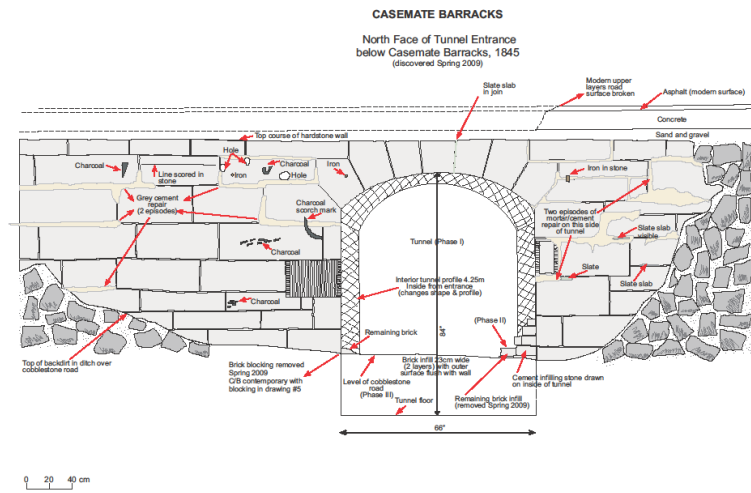 CASEMATE BARRACKS
North Face of Tunnel Entrance
below Casemate Barracks, 1845
(discovered Spring 2009)
Slate slab
in join
Modern upper
layers road
surface broken
Asphalt (modern surface)
Concrete
Sand and gravel
Top course of hardstone wall
Hole
Charcoal
Charcoal
Iron
Line scored in
stone
Iron
Hole
Iron in stone
Grey cement
repair
(2 episodes)
Charcoal
scorch mark
Two episodes of
mortar/cement
repair on this side
of tunnel
Slate slab
visible
Tunnel (Phase I)
Charcoal
Slate
Slate slab
Interior tunnel profile 4.25m
Inside from entrance
(changes shape & profile)
Charcoal
(Phase II)
84"
Remaining brick
Top of backdirt in ditch over
cobblestone road
Brick blocking removed
Spring 2009
C/B contemporary with
blocking in drawing #5
Brick infill 23cm wide
(2 layers) with outer
surface flush with wall
Level of cobblestone
road
(Phase III)
Cement infilling stone drawn
on inside of tunnel
Remaining brick infill
(removed Spring 2009)
Tunnel floor
66"
0 20 40 cm